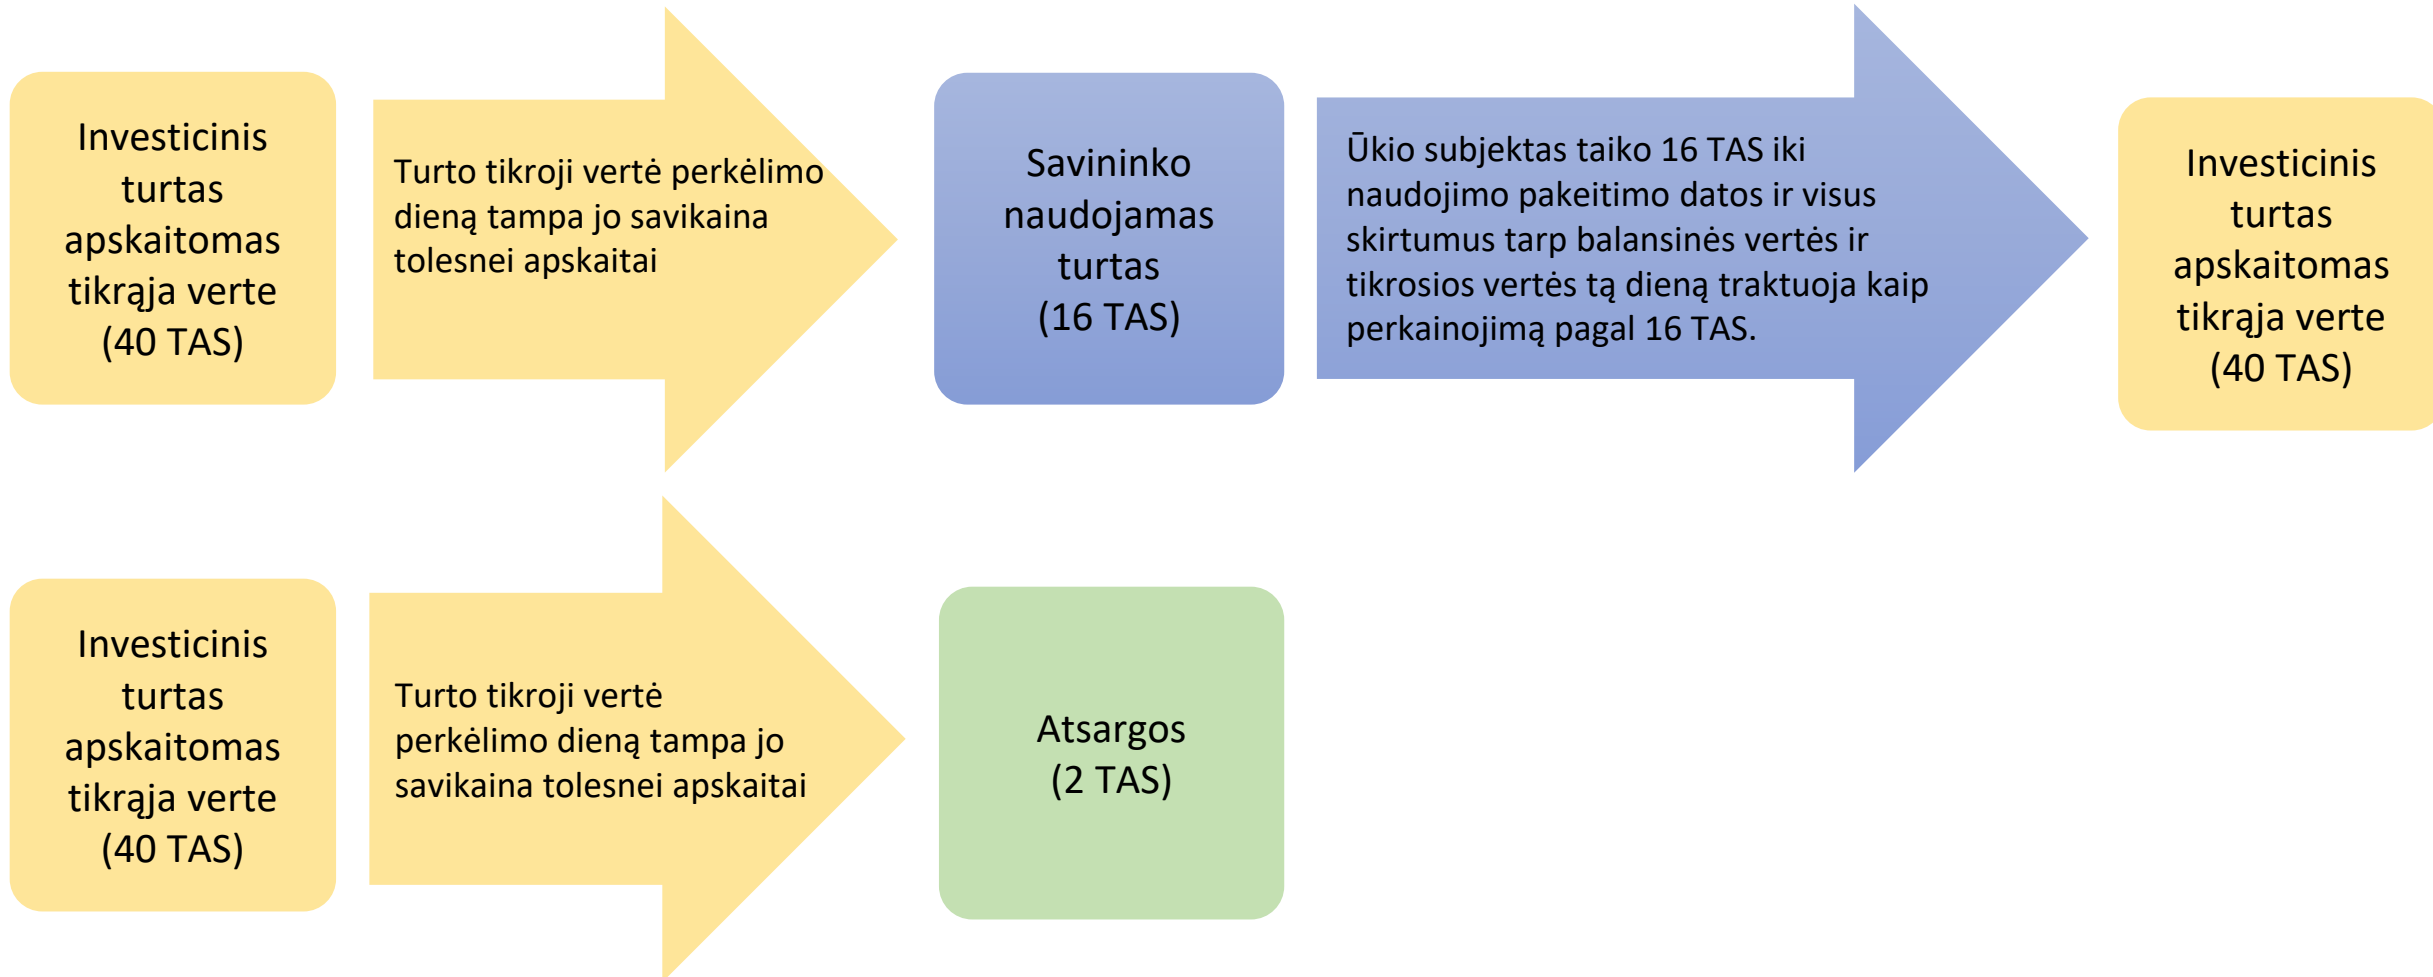 Investicinis
turtas
apskaitomas
tikrąja verte
(40 TAS)
Turto tikroji vertė perkėlimo
dieną tampa jo savikaina
tolesnei apskaitai
Savininko
naudojamas
turtas
(16 TAS)
Ūkio subjektas taiko 16 TAS iki
naudojimo pakeitimo datos ir visus
skirtumus tarp balansinės vertės ir
tikrosios vertės tą dieną traktuoja kaip
perkainojimą pagal 16 TAS.
Investicinis
turtas
apskaitomas
tikrąja verte
(40 TAS)
Investicinis
turtas
apskaitomas
tikrąja verte
(40 TAS)
Turto tikroji vertė
perkėlimo dieną tampa jo
savikaina tolesnei apskaitai
Atsargos
(2 TAS)